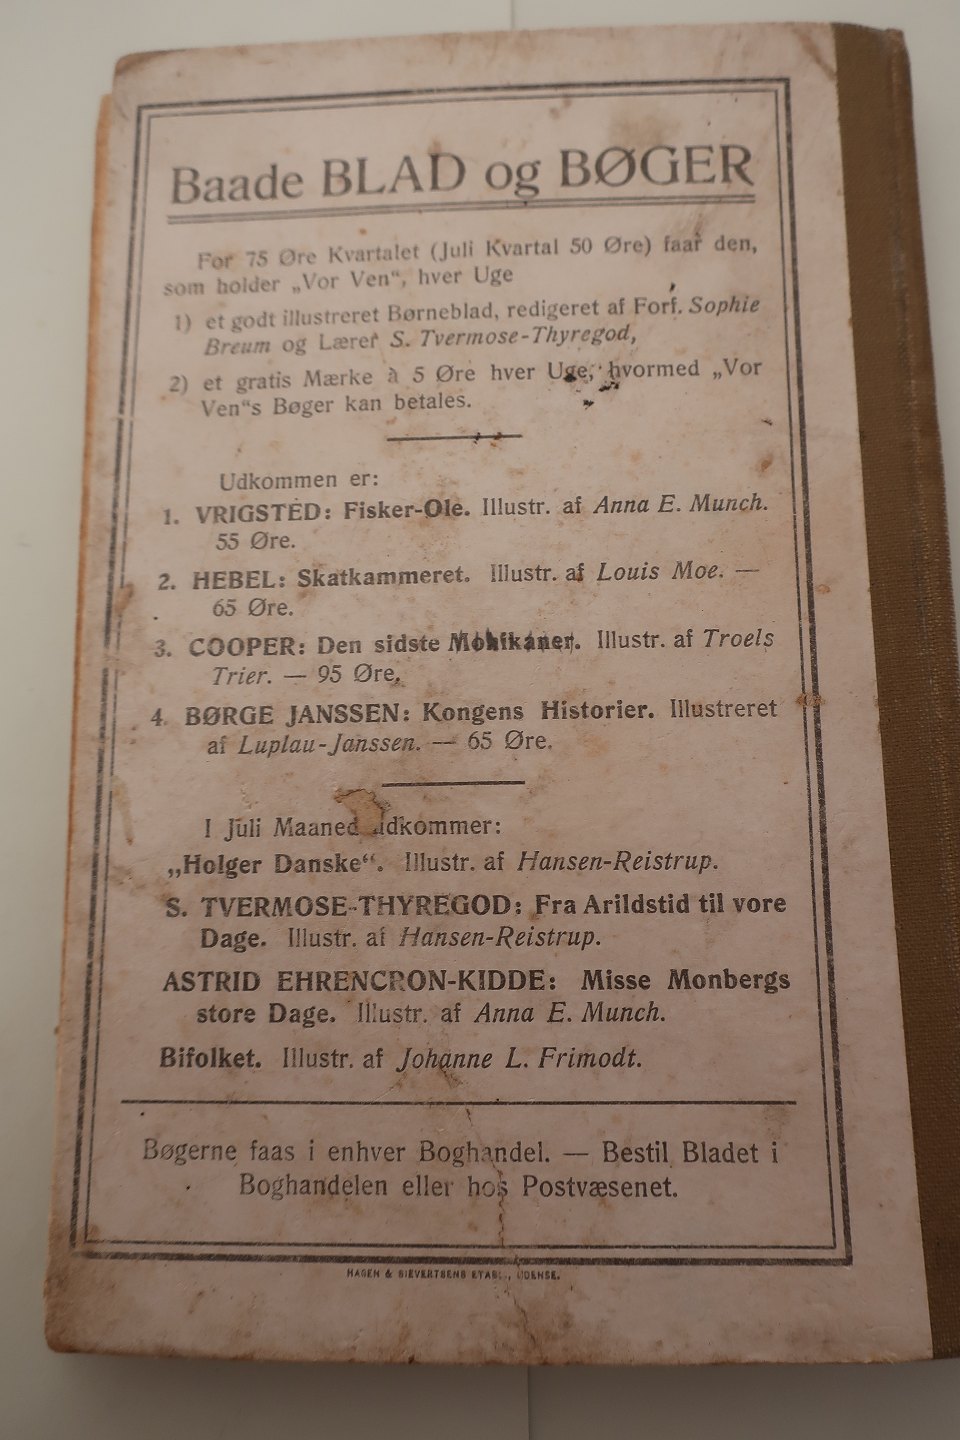 Baade BLAD og BØGER
For 75 Øre Kvartalet (Juli Kvartal 50 Øre) faar den,
som holder „Vor Ven“, hver Uge
1) et godt illustreret Børneblad, redigeret af Forf. Sophie
Breum og Lærer S. Tvermose-Thyregod,
2) et gratis Mærke à 5 Øre hver Uge, hvormed „Vor
Ven“s Bøger kan betales.
Udkommen er:
1. VRIGSTED: Fisker-Ole. Illustr. af Anna E. Munch.
55 Øre.
2. HEBEL: Skatkammeret. Illustr. af Louis Moe. —
65 Øre.
3. COOPER: Den sidste Mohikaner. Illustr. af Troels
Trier. — 95 Øre.
4. BØRGE JANSSEN: Kongens Historier. Illustreret
af Luplau-Janssen. — 65 Øre.
I Juli Maaned udkommer:
„Holger Danske“. Illustr. af Hansen-Reistrup.
S. TVERMOSE-THYREGOD: Fra Arildstid til vore
Dage. Illustr. af Hansen-Reistrup.
ASTRID EHRENCRON-KIDDE: Misse Monbergs
store Dage. Illustr. af Anna E. Munch.
Bifolket. Illustr. af Johanne L. Frimodt.
Bøgerne faas i enhver Boghandel. — Bestil Bladet i
Boghandelen eller hos Postvæsenet.
HAGEN & SIEVERTSENS ETABL., ODENSE.